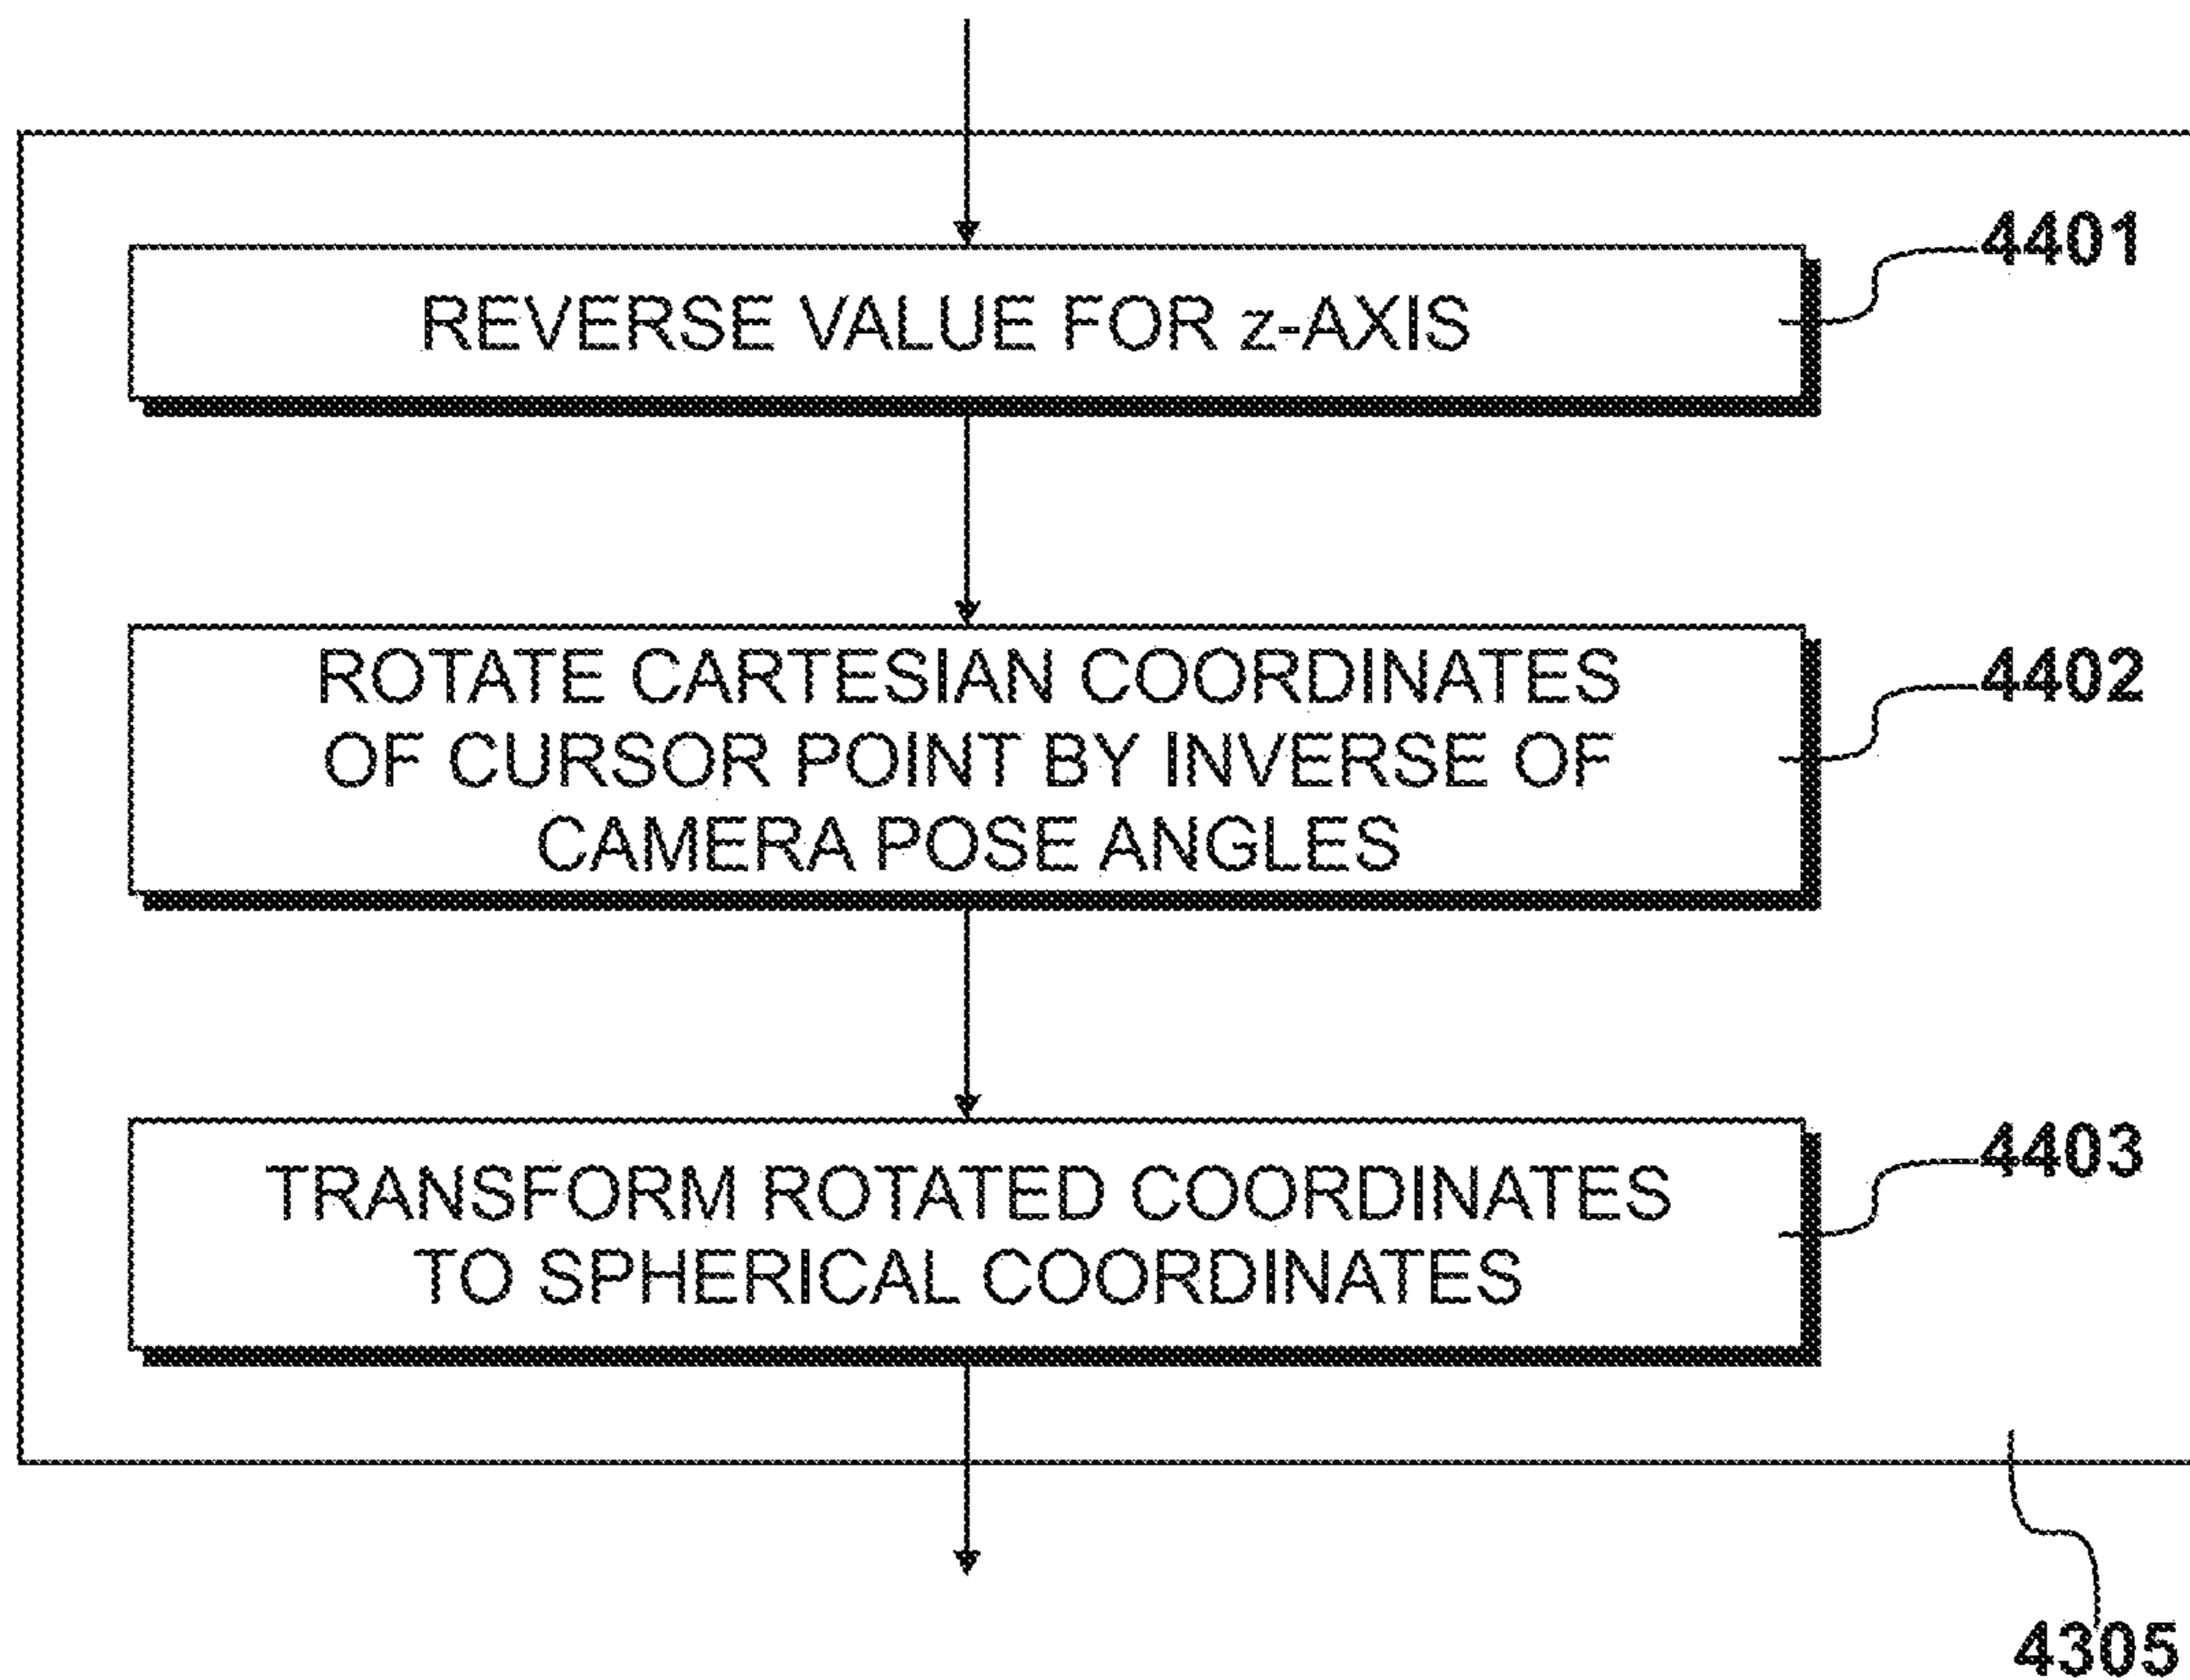 4401
REVERSE VALUE FOR z-AXIS
4402
ROTATE CARTESIAN COORDINATES
OF CURSOR POINT BY INVERSE OF
CAMERA POSE ANGLES
4403
TRANSFORM ROTATED COORDINATES
TO SPHERICAL COORDINATES
4305